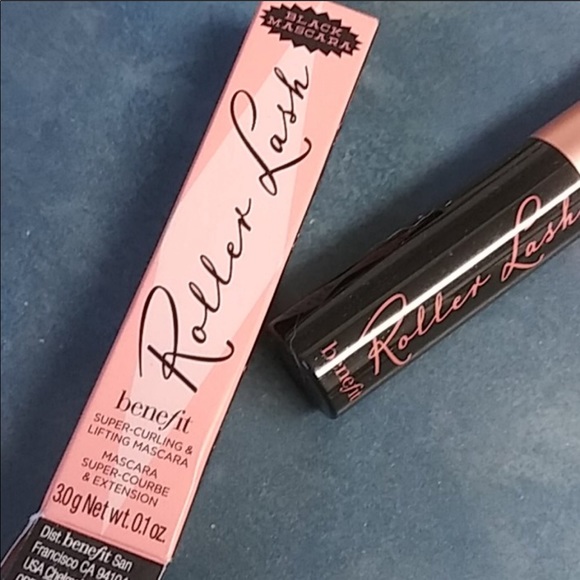 BLACK
MASCARA
Roller Lash
benefit
SUPER-CURLING &
LIFTING MASCARA
MASCARA
SUPER-COURBE
& EXTENSION
3.0 g Net wt. 0.1 oz.
Dist. benefit San
Francisco CA
USA
Roller Lash
benefit